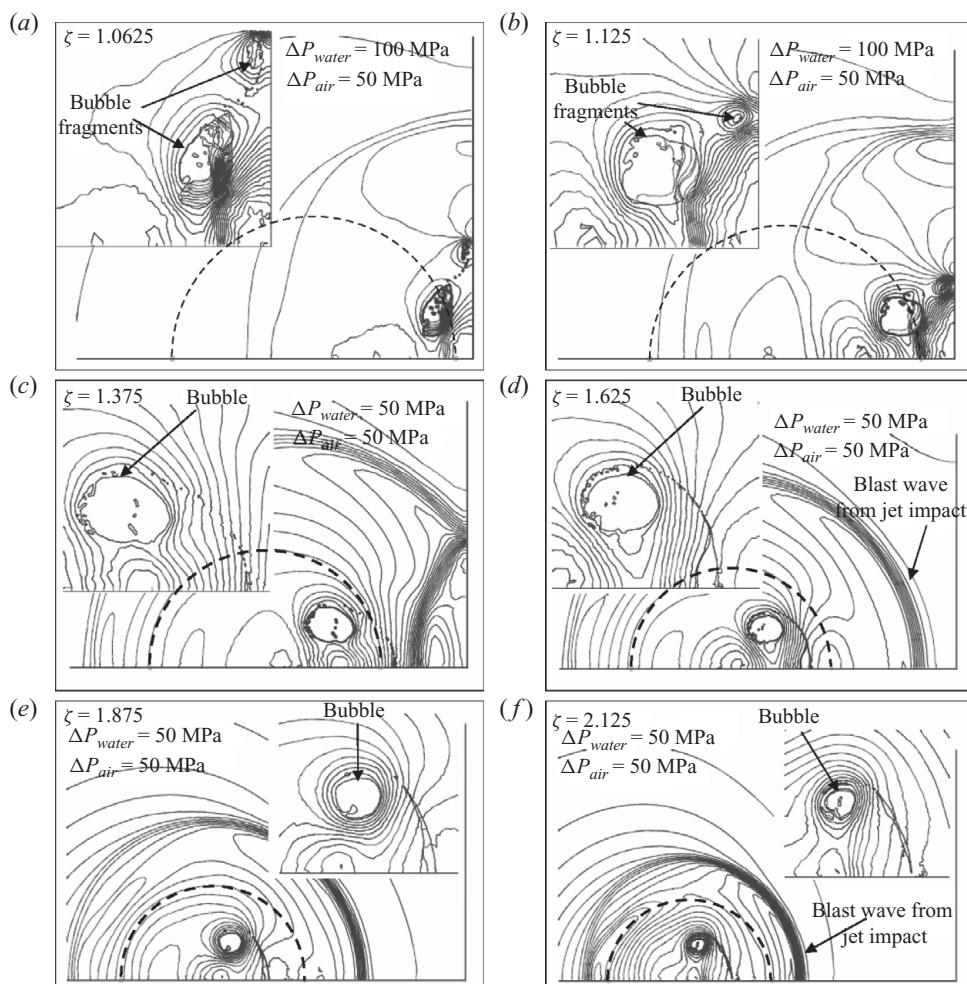 (a)
ζ = 1.0625
ΔP_water = 100 MPa
ΔP_air = 50 MPa
Bubble
fragments
(b)
ζ = 1.125
ΔP_water = 100 MPa
ΔP_air = 50 MPa
Bubble
fragments
(c)
ζ = 1.375
Bubble
ΔP_water = 50 MPa
ΔP_air = 50 MPa
(d)
ζ = 1.625
Bubble
ΔP_water = 50 MPa
ΔP_air = 50 MPa
Blast wave
from jet impact
(e)
ζ = 1.875
ΔP_water = 50 MPa
ΔP_air = 50 MPa
Bubble
(f)
ζ = 2.125
ΔP_water = 50 MPa
ΔP_air = 50 MPa
Bubble
Blast wave from
jet impact